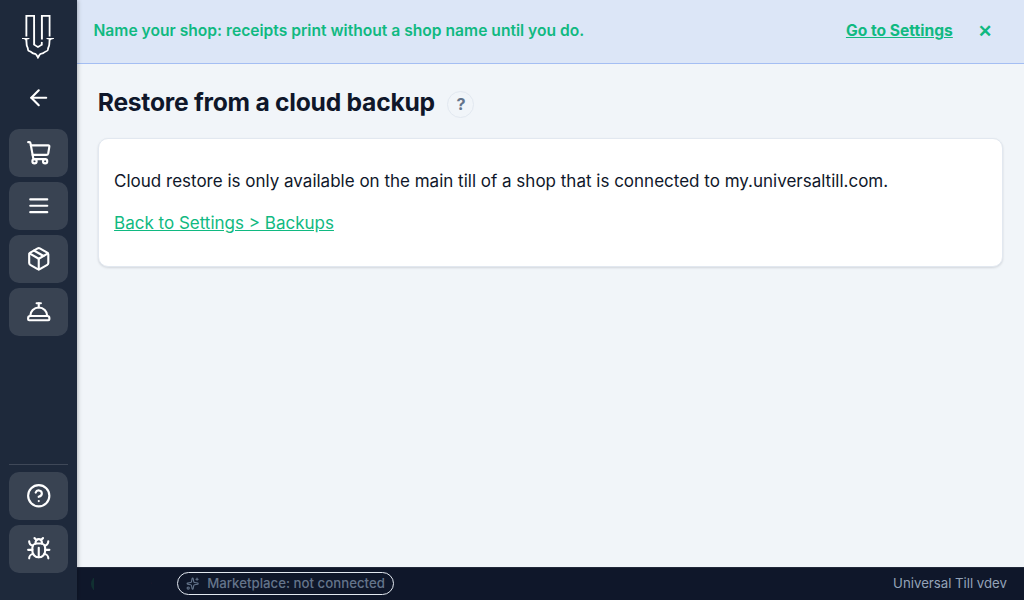 Name your shop: receipts print without a shop name until you do.
Go to Settings ×
Restore from a cloud backup ?
Cloud restore is only available on the main till of a shop that is connected to my.universaltill.com.
Back to Settings > Backups
Marketplace: not connected
Universal Till vdev